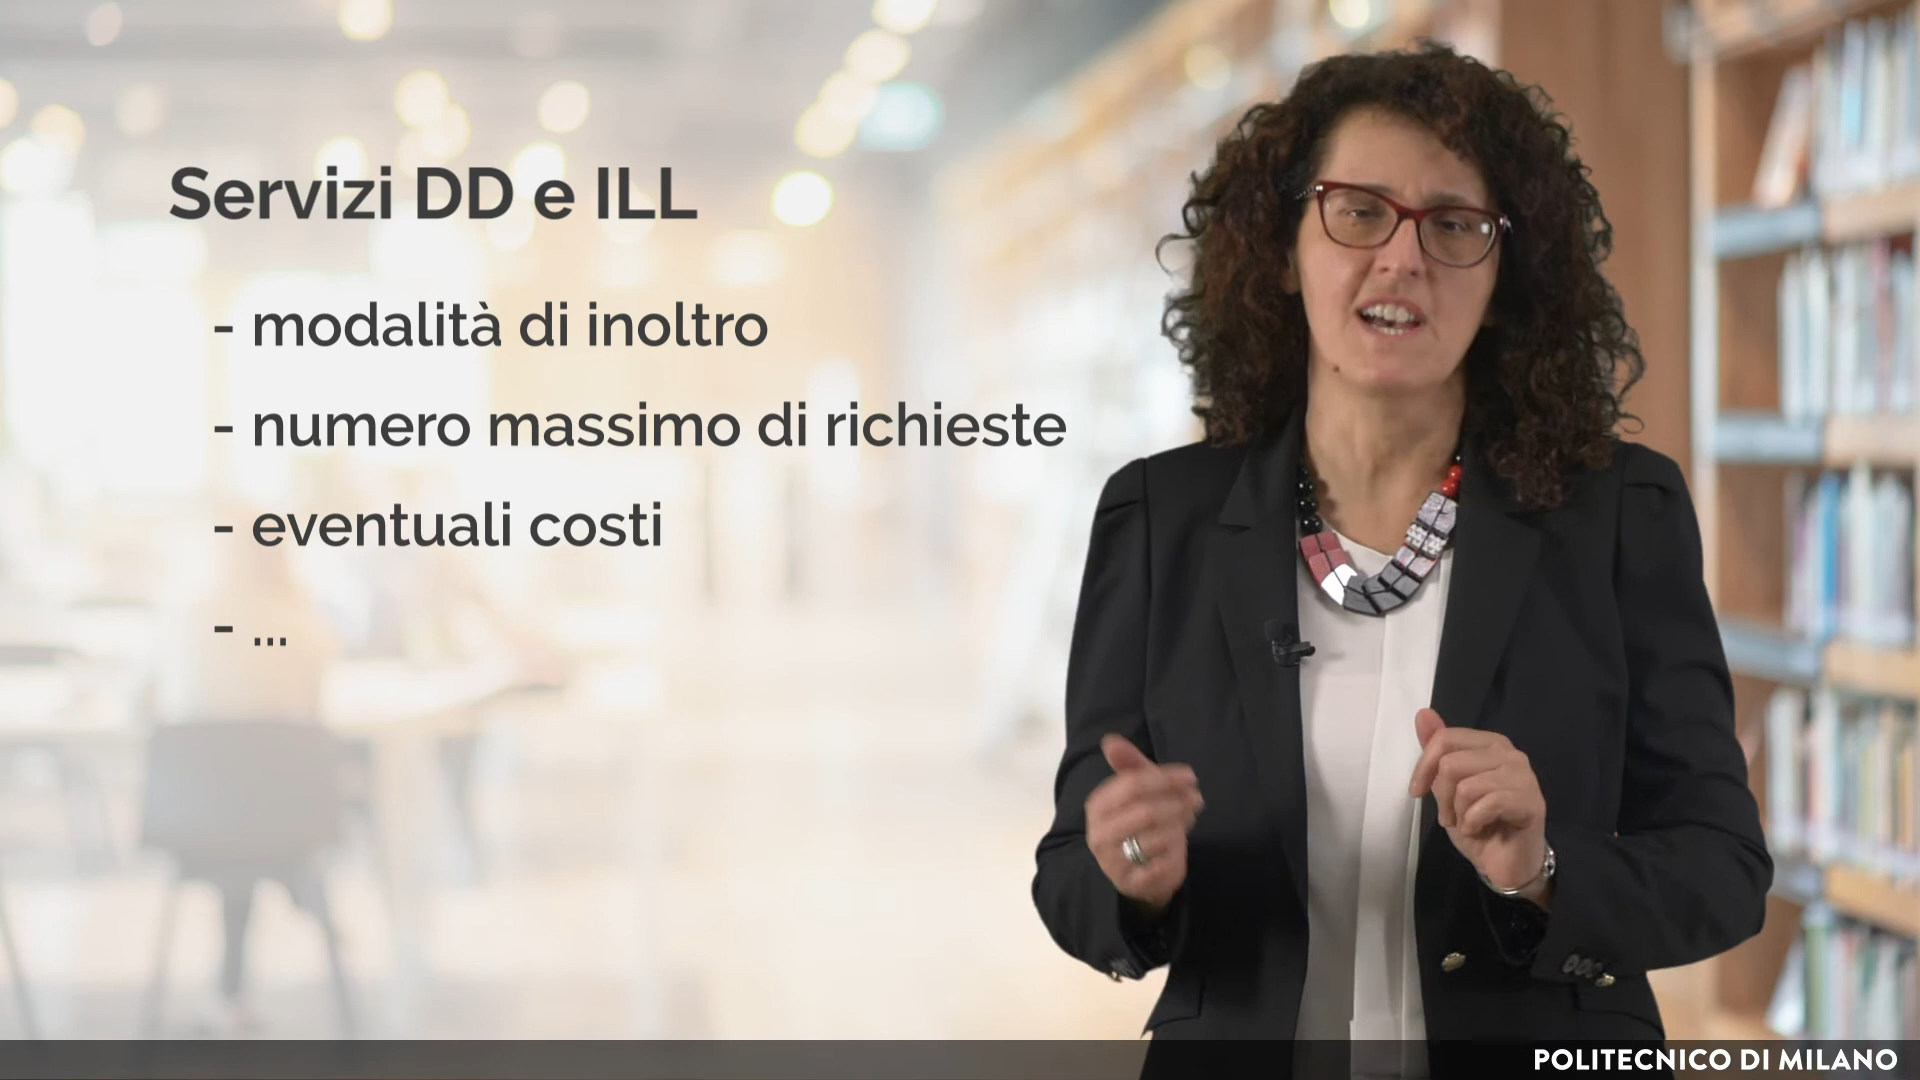 Servizi DD e ILL
- modalità di inoltro
- numero massimo di richieste
- eventuali costi
- ...
POLITECNICO DI MILANO